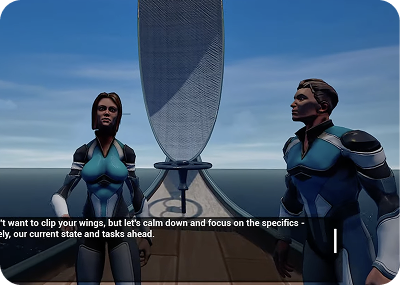 't want to clip your wings, but let's calm down and focus on the specifics -
ely, our current state and tasks ahead.